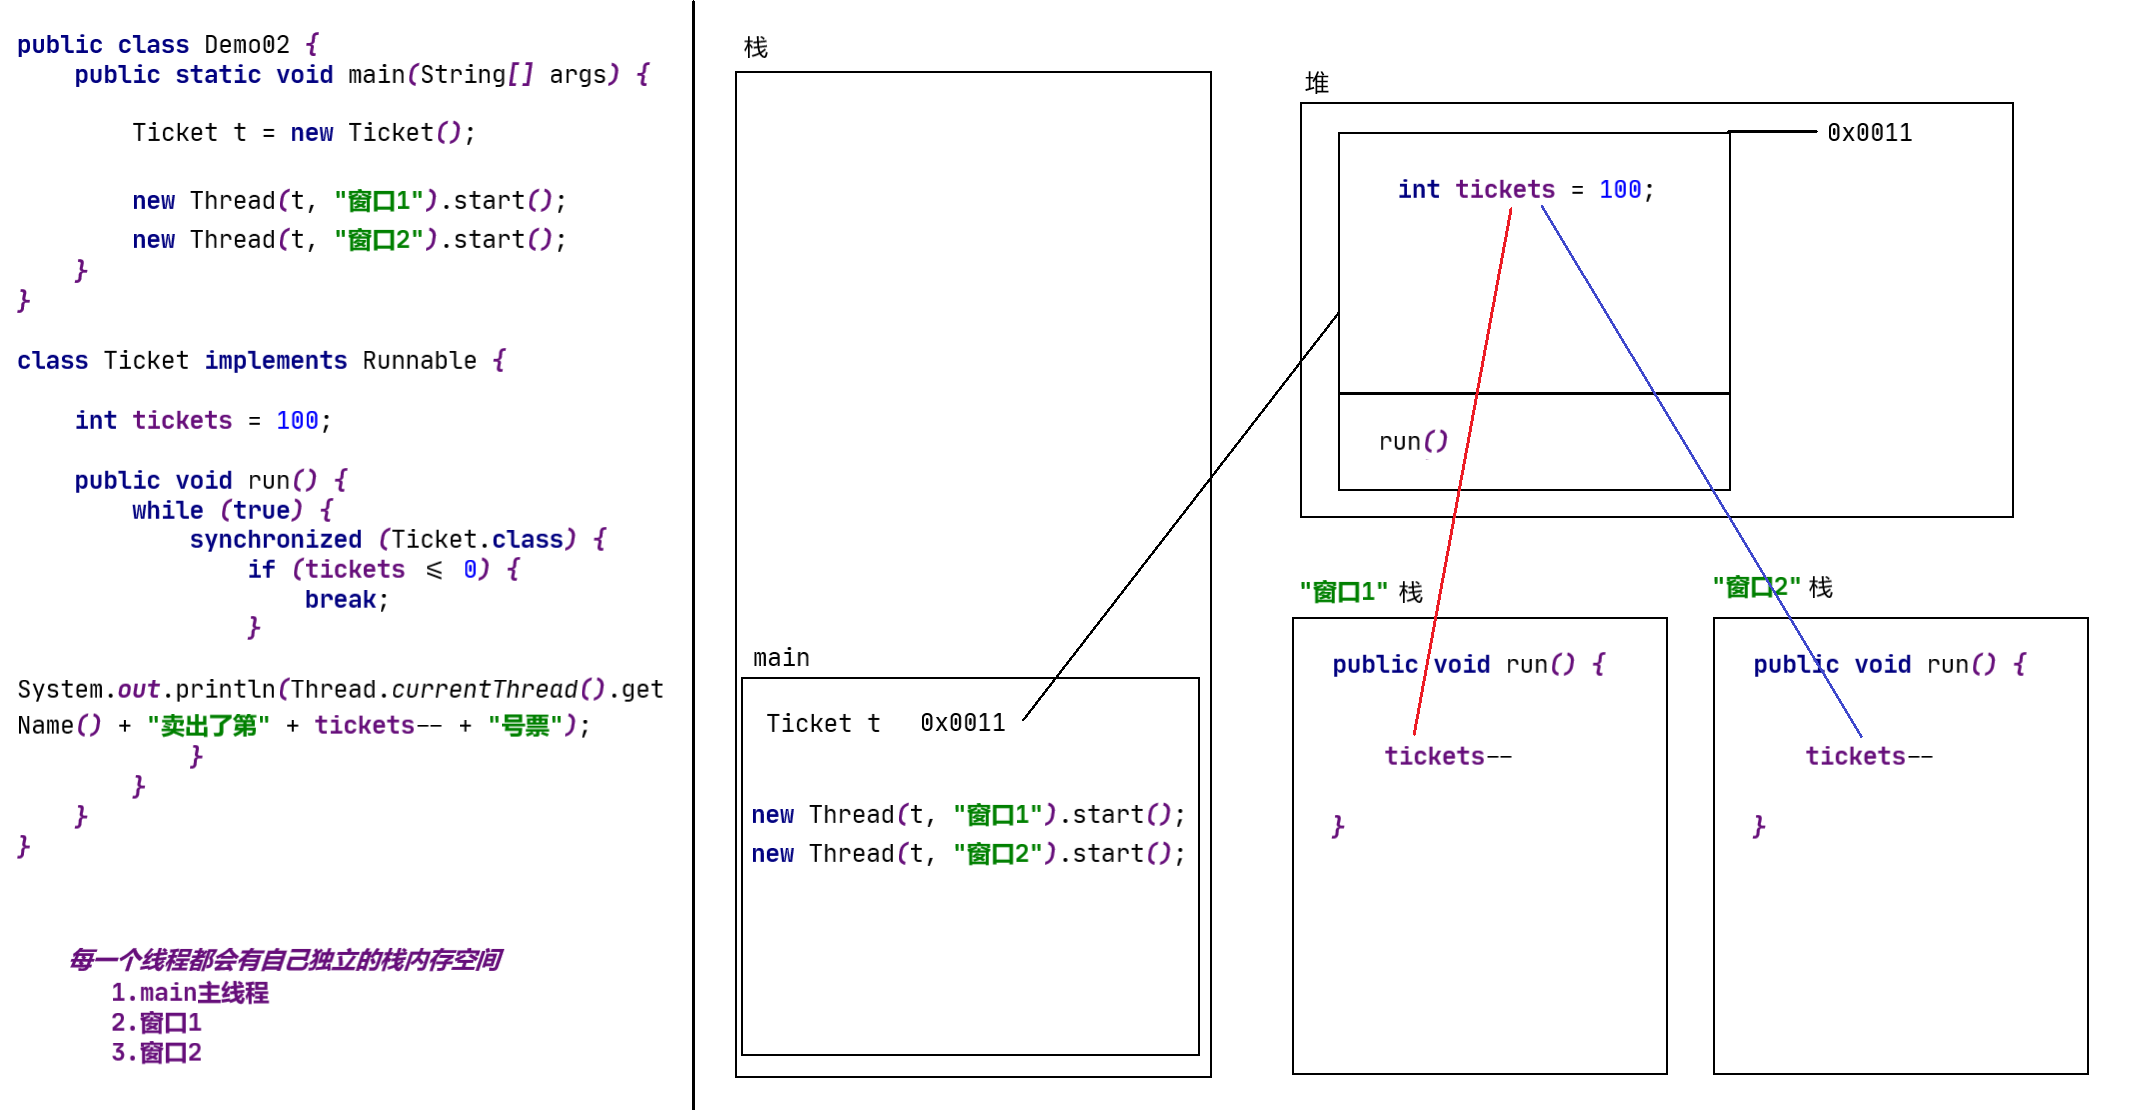 public class Demo02 {
public static void main(String[] args) {
Ticket t = new Ticket();
new Thread(t, "窗口1").start();
new Thread(t, "窗口2").start();
}
}
class Ticket implements Runnable {
int tickets = 100;
public void run() {
while (true) {
synchronized (Ticket.class) {
if (tickets ≤ 0) {
break;
}
System.out.println(Thread.currentThread().get
Name() + "卖出了第" + tickets-- + "号票");
}
}
}
}
每一个线程都会有自己独立的栈内存空间
1.main主线程
2.窗口1
3.窗口2
栈
main
Ticket t 0x0011
new Thread(t, "窗口1").start();
new Thread(t, "窗口2").start();
堆
0x0011
int tickets = 100;
run()
"窗口1" 栈
public void run() {
tickets--
}
"窗口2" 栈
public void run() {
tickets--
}